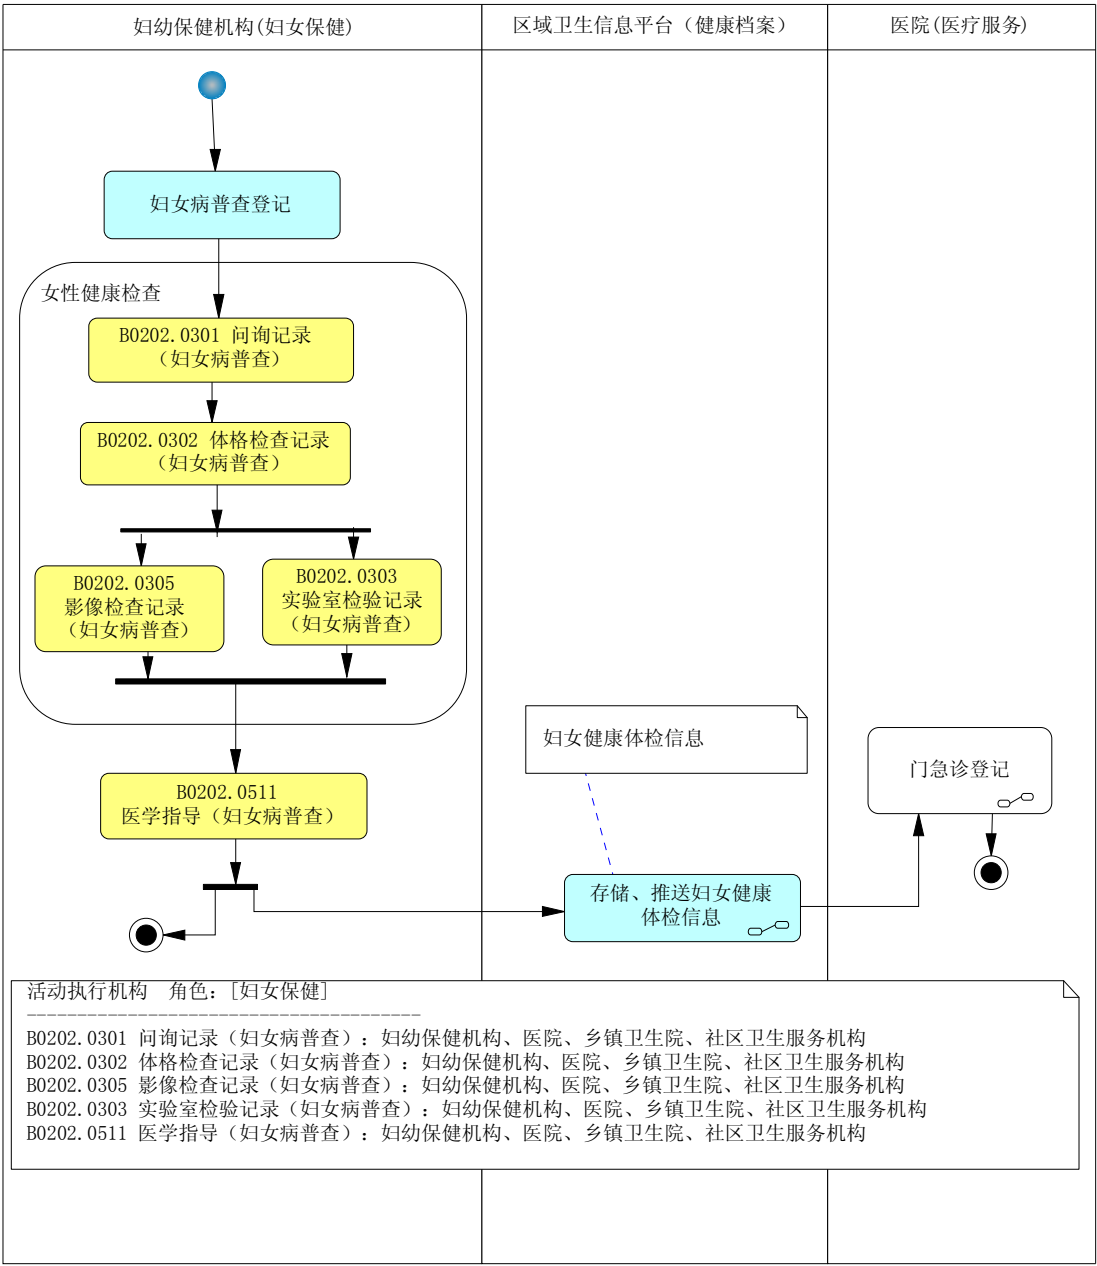 妇幼保健机构(妇女保健)
区域卫生信息平台（健康档案）
医院(医疗服务)
妇女病普查登记
女性健康检查
B0202.0301 问询记录
（妇女病普查）
B0202.0302 体格检查记录
（妇女病普查）
B0202.0305
影像检查记录
（妇女病普查）
B0202.0303
实验室检验记录
（妇女病普查）
B0202.0511
医学指导（妇女病普查）
妇女健康体检信息
门急诊登记
存储、推送妇女健康
体检信息
活动执行机构　角色：[妇女保健]
----------------------------------------
B0202.0301 问询记录（妇女病普查）：妇幼保健机构、医院、乡镇卫生院、社区卫生服务机构
B0202.0302 体格检查记录（妇女病普查）：妇幼保健机构、医院、乡镇卫生院、社区卫生服务机构
B0202.0305 影像检查记录（妇女病普查）：妇幼保健机构、医院、乡镇卫生院、社区卫生服务机构
B0202.0303 实验室检验记录（妇女病普查）：妇幼保健机构、医院、乡镇卫生院、社区卫生服务机构
B0202.0511 医学指导（妇女病普查）：妇幼保健机构、医院、乡镇卫生院、社区卫生服务机构